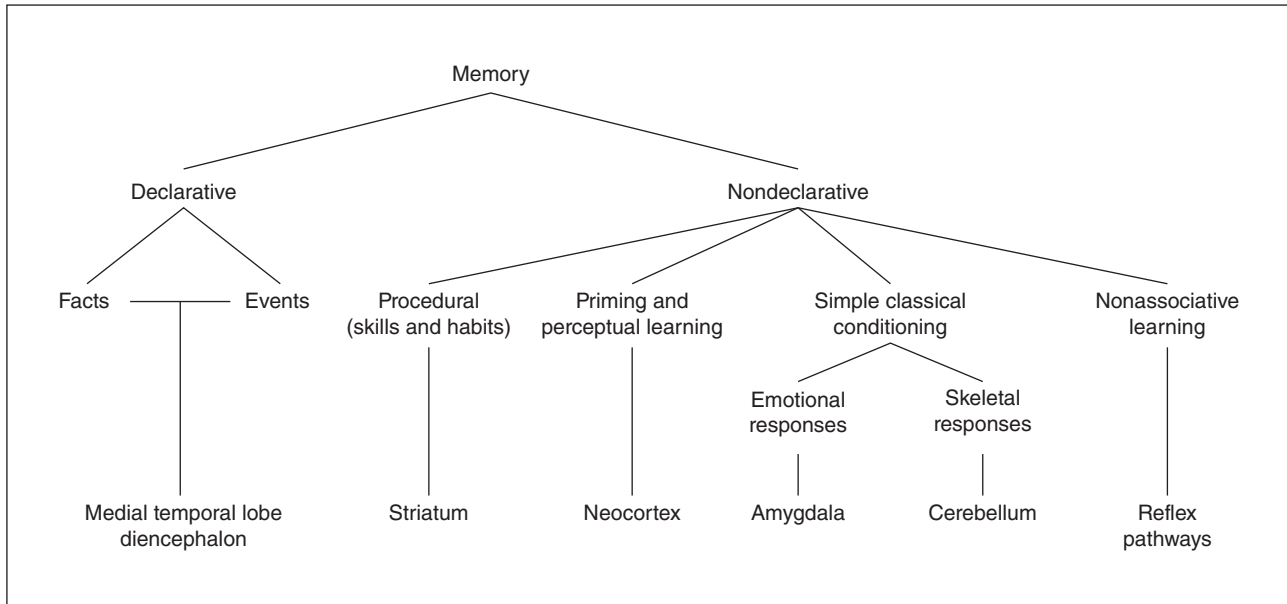 Memory
Declarative
Nondeclarative
Facts
Events
Procedural
(skills and habits)
Priming and
perceptual learning
Simple classical
conditioning
Nonassociative
learning
Emotional
responses
Skeletal
responses
Medial temporal lobe
diencephalon
Striatum
Neocortex
Amygdala
Cerebellum
Reflex
pathways